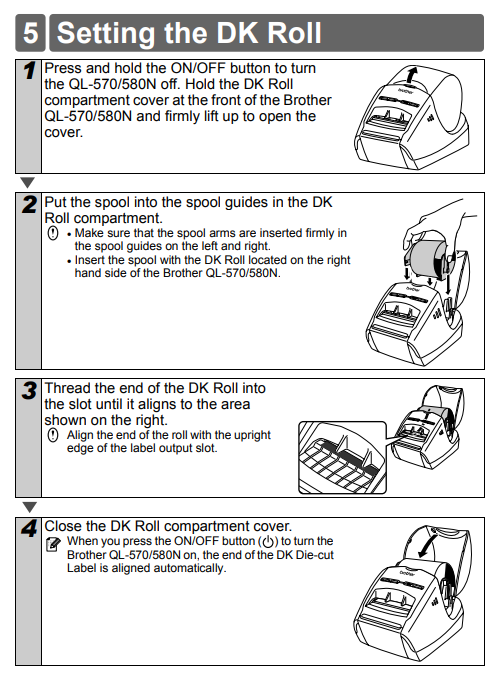 5 Setting the DK Roll
1 Press and hold the ON/OFF button to turn
the QL-570/580N off. Hold the DK Roll
compartment cover at the front of the Brother
QL-570/580N and firmly lift up to open the
cover.
2 Put the spool into the spool guides in the DK
Roll compartment.
• Make sure that the spool arms are inserted firmly in
the spool guides on the left and right.
• Insert the spool with the DK Roll located on the right
hand side of the Brother QL-570/580N.
3 Thread the end of the DK Roll into
the slot until it aligns to the area
shown on the right.
Align the end of the roll with the upright
edge of the label output slot.
4 Close the DK Roll compartment cover.
When you press the ON/OFF button (⏻) to turn the
Brother QL-570/580N on, the end of the DK Die-cut
Label is aligned automatically.